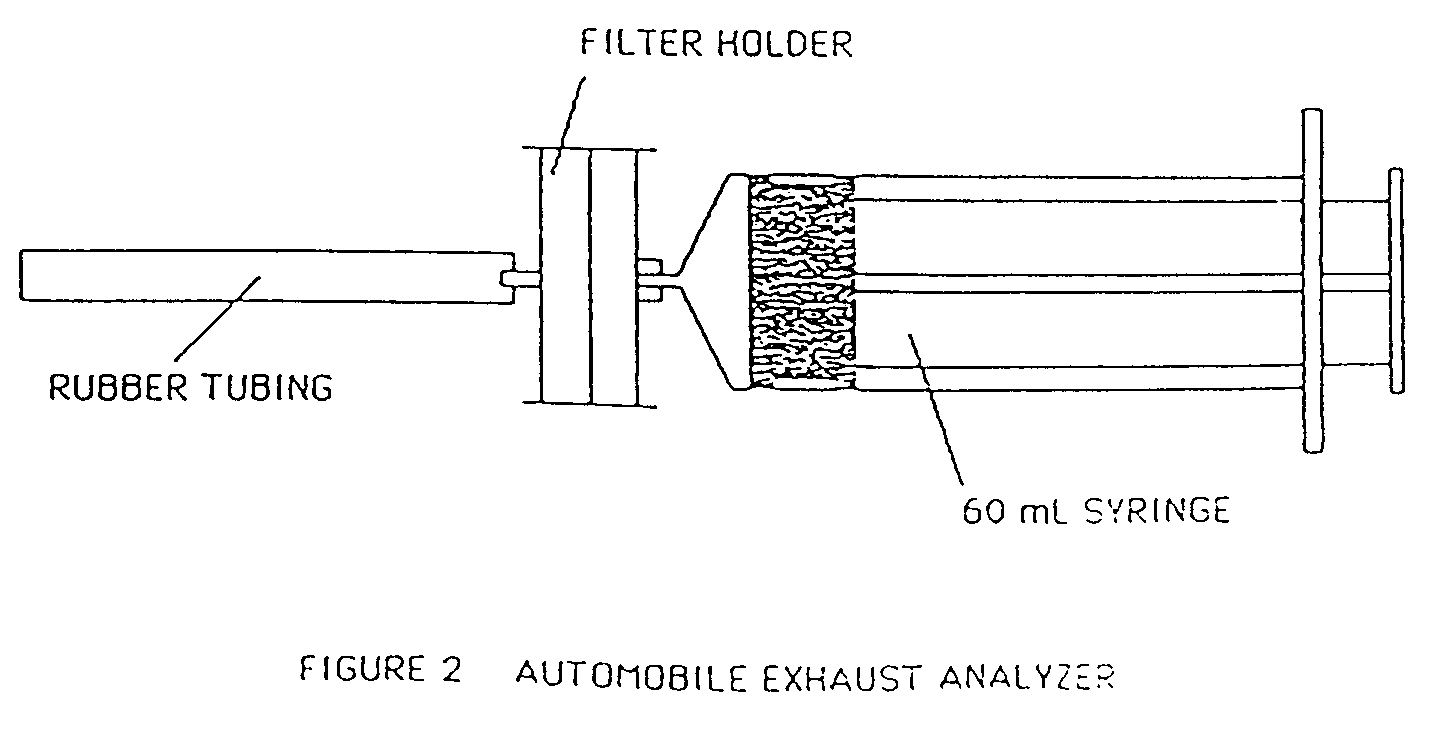 FILTER HOLDER
RUBBER TUBING
60 mL SYRINGE
FIGURE 2 AUTOMOBILE EXHAUST ANALYZER